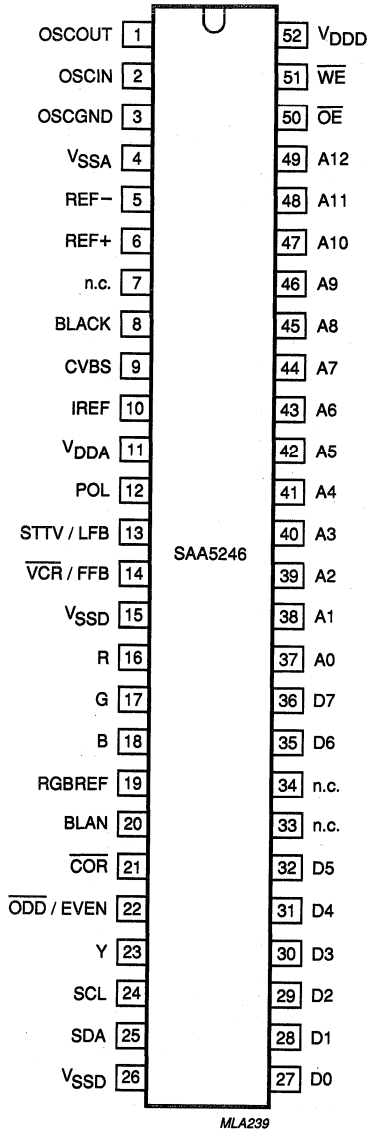 OSCOUT 1 52 VDDD
OSCIN 2 51 W̅E̅
OSCGND 3 50 O̅E̅
VSSA 4 49 A12
REF− 5 48 A11
REF+ 6 47 A10
n.c. 7 46 A9
BLACK 8 45 A8
CVBS 9 44 A7
IREF 10 43 A6
VDDA 11 42 A5
POL 12 41 A4
STTV / LFB 13 40 A3
SAA5246
V̅C̅R̅ / FFB 14 39 A2
VSSD 15 38 A1
R 16 37 A0
G 17 36 D7
B 18 35 D6
RGBREF 19 34 n.c.
BLAN 20 33 n.c.
C̅O̅R̅ 21 32 D5
O̅D̅D̅ / EVEN 22 31 D4
Y 23 30 D3
SCL 24 29 D2
SDA 25 28 D1
VSSD 26 27 D0
MLA239